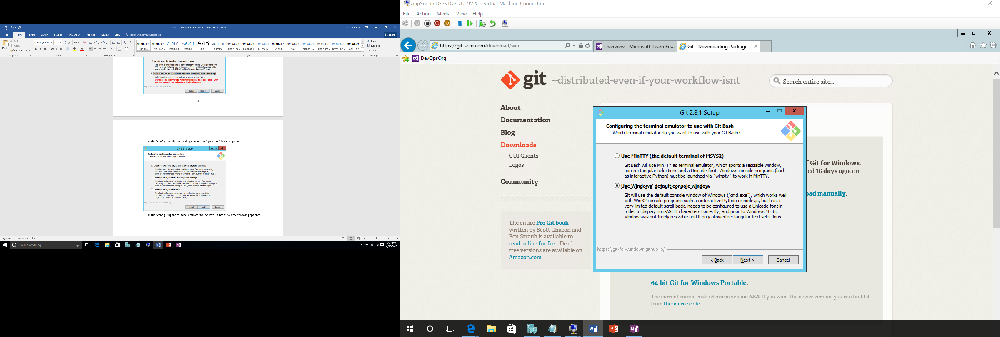 Lab01-DevOpsFundamentals-GitLocalSCM - Word
Ilias Jennane
File Home Insert Design Layout References Mailings Review View Tell me what you want to do
Share
Paste
Cut
Copy
Format Painter
Calibri (Body) 11
AaBbCcDc AaBbCcDc AaBbCc AaBbCcC AaB AaBbCcC AaBbCcDc AaBbCcDc AaBbCcDc AaBbCcDc AaBbCcDc AaBbCcDc AABBCCDC AABBCCDC AaBbCcDc
¶ Normal ¶ No Spac... Heading 1 Heading 2 Title Subtitle Subtle Em... Emphasis Intense E... Strong Quote Intense Q... Subtle Ref... Intense Re... Book Title
Find
Replace
Select
Clipboard Font Paragraph Styles Editing
Use Git from the Windows Command Prompt
This option is considered safe as it only adds some minimal Git wrappers to your
PATH to avoid cluttering your environment with optional Unix tools. You will be
able to use Git from both Git Bash and the Windows Command Prompt.
Use Git and optional Unix tools from the Windows Command Prompt
Both Git and the optional Unix tools will be added to your PATH.
Warning: This will override Windows tools like "find" and "sort". Only
use this option if you understand the implications.
https://git-for-windows.github.io/
< Back Next > Cancel
4
- In the “configuring the line ending conversions” pick the following options:
Git 2.8.1 Setup
Configuring the line ending conversions
How should Git treat line endings in text files?
Checkout Windows-style, commit Unix-style line endings
Git will convert LF to CRLF when checking out text files. When committing
text files, CRLF will be converted to LF. For cross-platform projects,
this is the recommended setting on Windows ("core.autocrlf" is set to "true").
Checkout as-is, commit Unix-style line endings
Git will not perform any conversion when checking out text files. When
committing text files, CRLF will be converted to LF. For cross-platform projects,
this is the recommended setting on Unix ("core.autocrlf" is set to "input").
Checkout as-is, commit as-is
Git will not perform any conversions when checking out or committing
text files. Choosing this option is not recommended for cross-platform
projects ("core.autocrlf" is set to "false").
https://git-for-windows.github.io/
< Back Next > Cancel
- In the “configuring the terminal emulator to use with Git Bash” pick the following options:
Page 5 of 7 563 words
100%
Ask me anything
2:27 PM
4/20/2016
AppSrv on DESKTOP-7D19VP0 - Virtual Machine Connection
File Action Media View Help
https://git-scm.com/download/win
Overview - Microsoft Team Fo...
Git - Downloading Package
DevOpsOrg
git --distributed-even-if-your-workflow-isnt
Search entire site...
About
Documentation
Blog
Downloads
GUI Clients
Logos
Community
The entire Pro Git book
written by Scott Chacon and
Ben Straub is available to
read online for free. Dead
tree versions are available on
Amazon.com.
Git 2.8.1 Setup
Configuring the terminal emulator to use with Git Bash
Which terminal emulator do you want to use with your Git Bash?
Use MinTTY (the default terminal of MSYS2)
Git Bash will use MinTTY as terminal emulator, which sports a resizable window,
non-rectangular selections and a Unicode font. Windows console programs (such
as interactive Python) must be launched via `winpty` to work in MinTTY.
Use Windows' default console window
Git will use the default console window of Windows ("cmd.exe"), which works well
with Win32 console programs such as interactive Python or node.js, but has a
very limited default scroll-back, needs to be configured to use a Unicode font in
order to display non-ASCII characters correctly, and prior to Windows 10 its
window was not freely resizable and it only allowed rectangular text selections.
https://git-for-windows.github.io/
< Back Next > Cancel
f Git for Windows.
sed 16 days ago, on
oad manually.
64-bit Git for Windows Portable.
The current source code release is version 2.8.1. If you want the newer version, you can build it
from the source code.